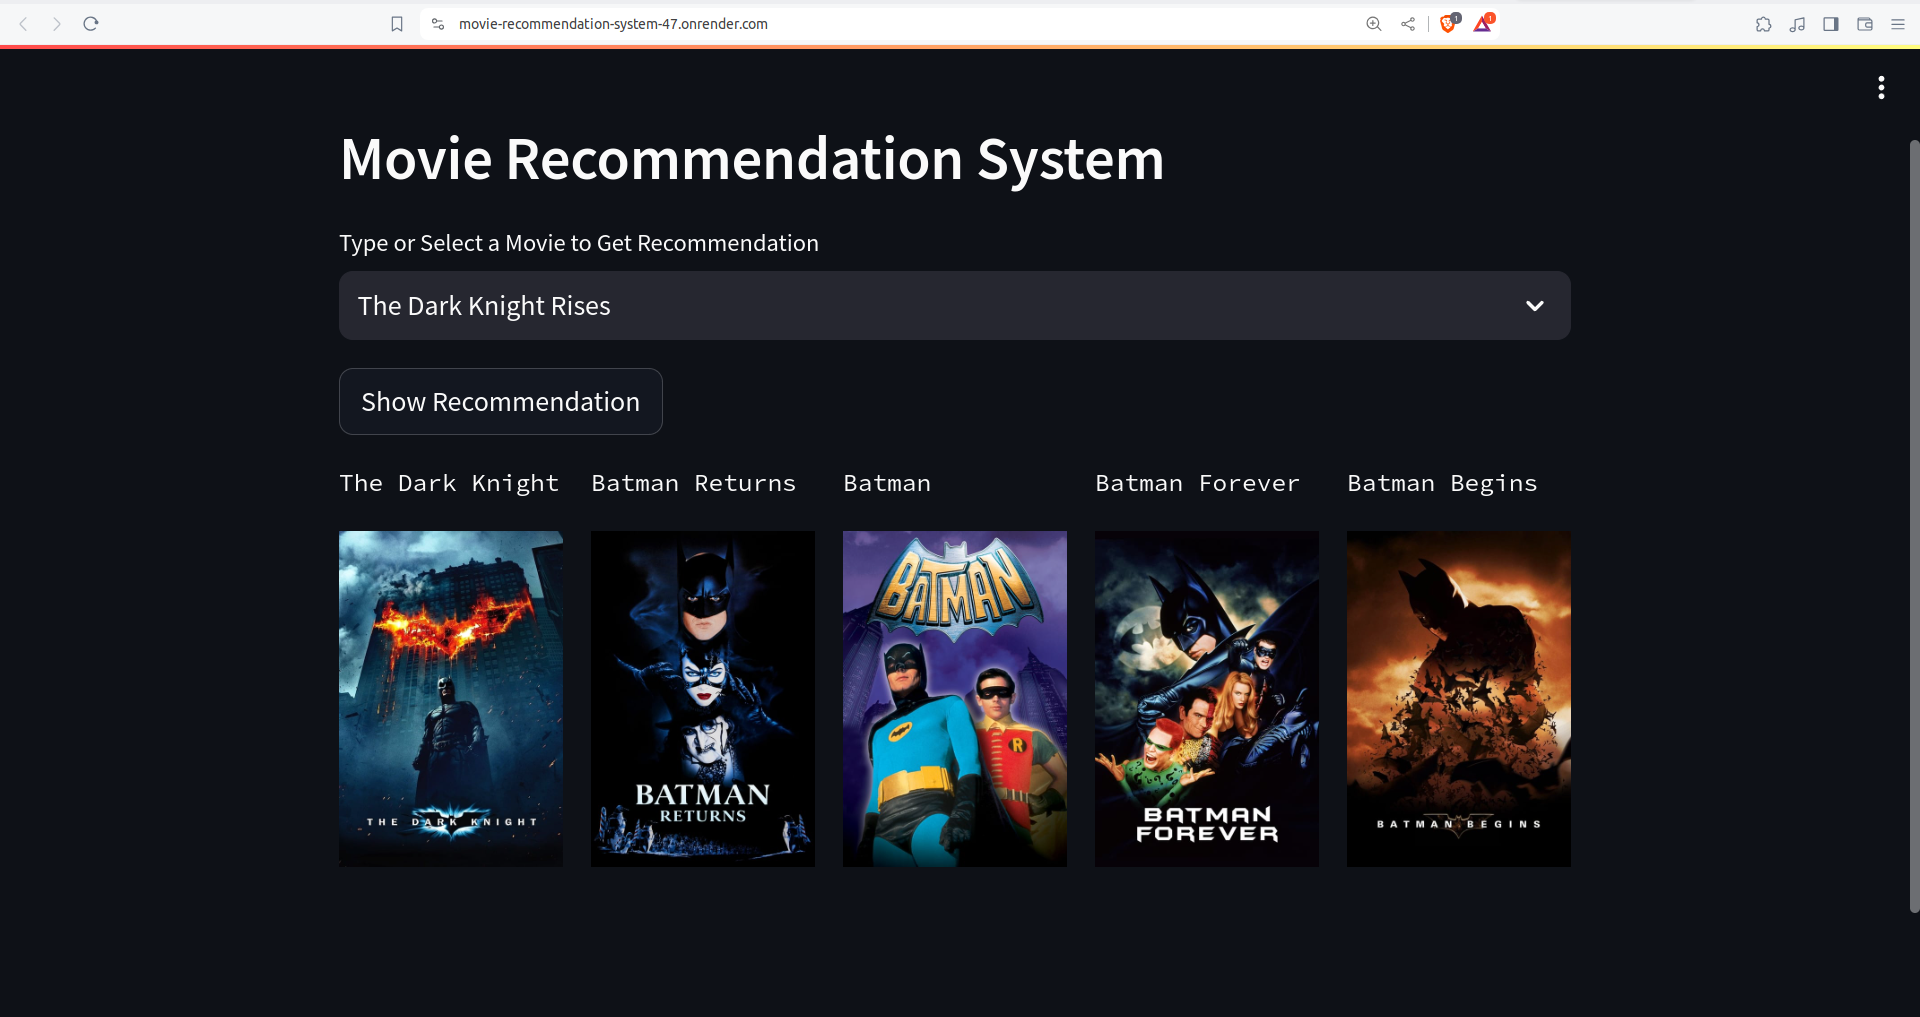 movie-recommendation-system-47.onrender.com
1
1
Movie Recommendation System
Type or Select a Movie to Get Recommendation
The Dark Knight Rises
Show Recommendation
The Dark Knight
Batman Returns
Batman
Batman Forever
Batman Begins
THE DARK KNIGHT
BATMAN
RETURNS
BATMAN
R
BATMAN
FOREVER
BATMAN BEGINS